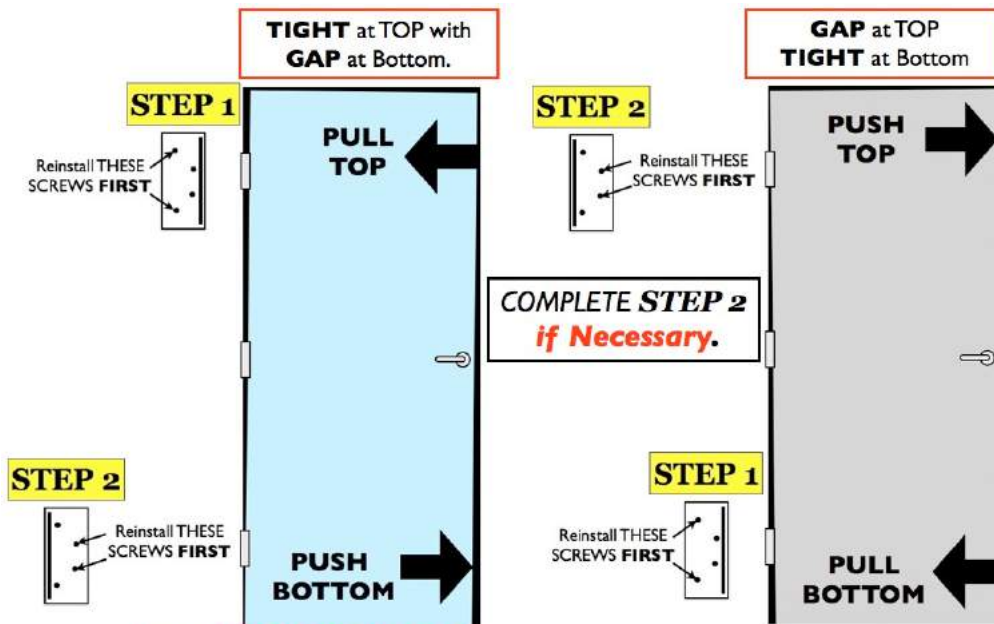 TIGHT at TOP with
GAP at Bottom.
STEP 1
Reinstall THESE
SCREWS FIRST
PULL
TOP
STEP 2
Reinstall THESE
SCREWS FIRST
PUSH
BOTTOM
COMPLETE STEP 2
if Necessary.
GAP at TOP
TIGHT at Bottom
STEP 2
Reinstall THESE
SCREWS FIRST
PUSH
TOP
STEP 1
Reinstall THESE
SCREWS FIRST
PULL
BOTTOM